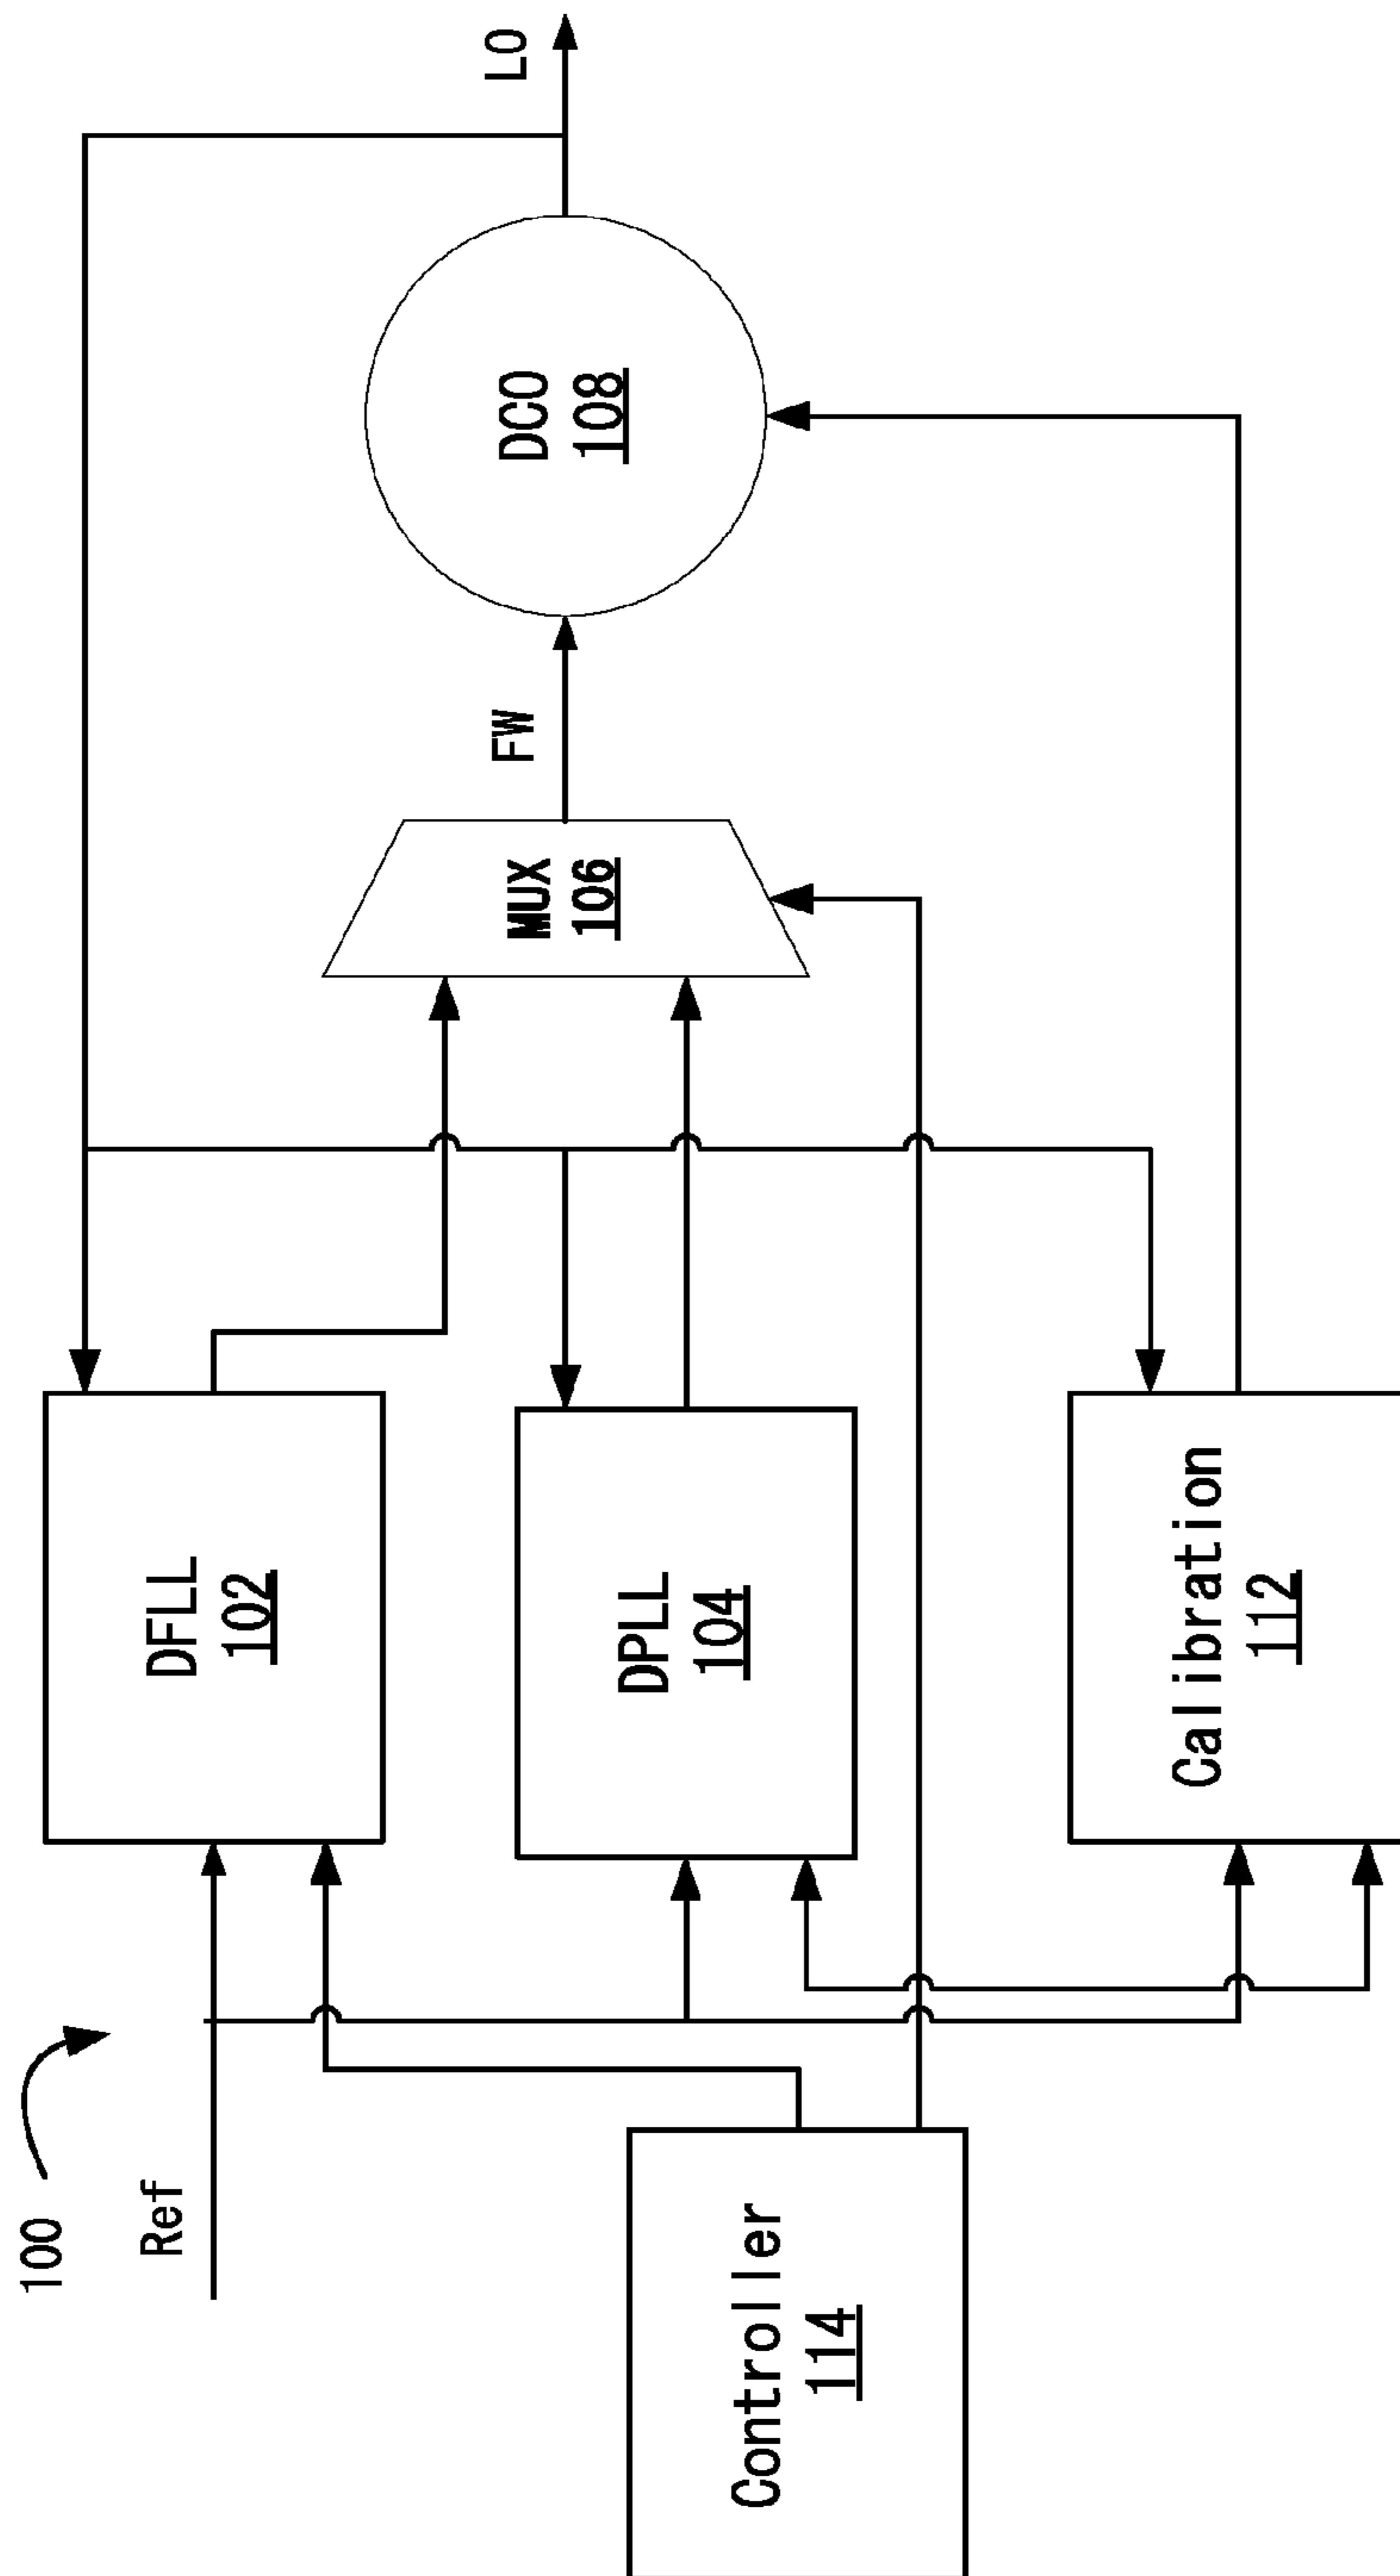 100
Ref
LO
DFLL
102
DPLL
104
MUX
106
FW
DCO
108
Controller
114
Calibration
112